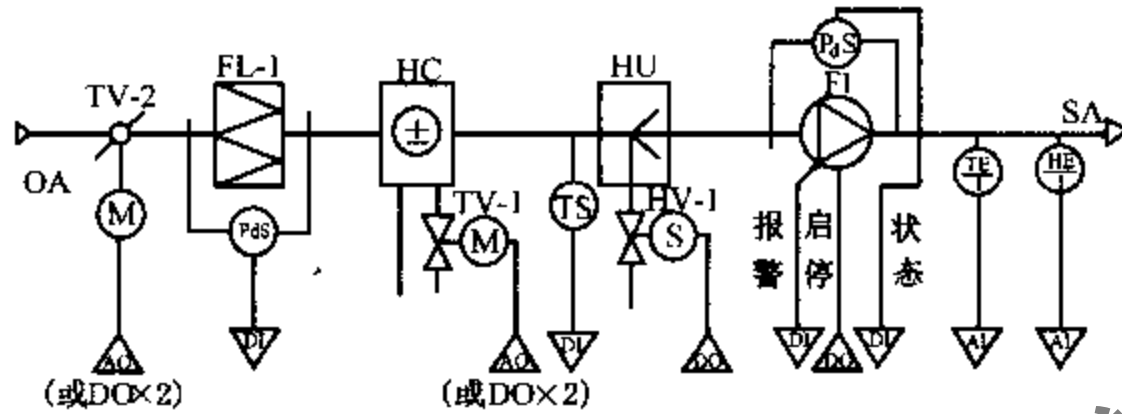 FL-1
HC
HU
PdS
F1
TV-2
SA
±
OA
TE
HE
M
TV-1
TS
HV-1
PdS
M
S
报警
启停
状态
AO
DI
AO
DI
DO
DI
DO
DI
AI
AI
(或DO×2)
(或DO×2)